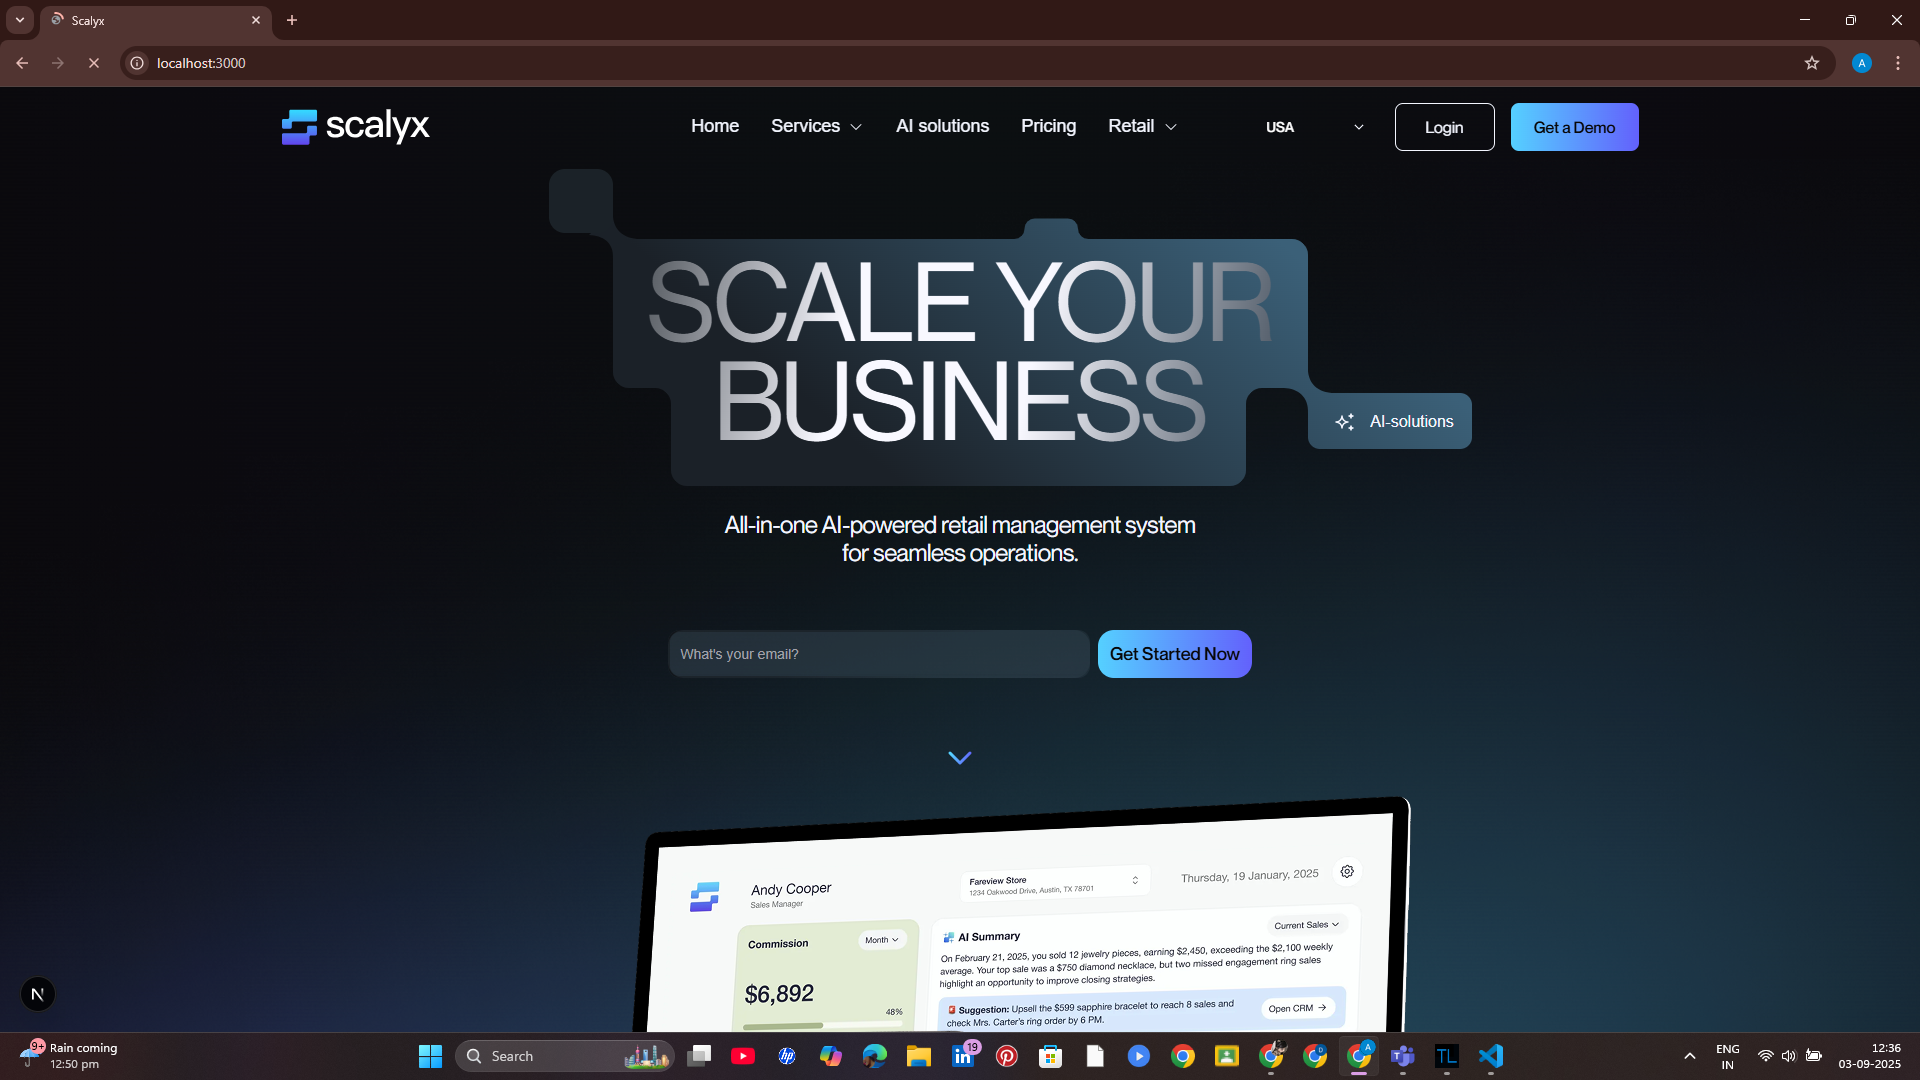 Scalyx
localhost:3000
A
scalyx
Home
Services
AI solutions
Pricing
Retail
USA
Login
Get a Demo
SCALE YOUR
BUSINESS
AI-solutions
All-in-one AI-powered retail management system
for seamless operations.
What's your email?
Get Started Now
Andy Cooper
Sales Manager
Fareview Store
1234 Oakwood Drive, Austin, TX 78701
Thursday, 19 January, 2025
Commission
Month
$6,892
48%
AI Summary
Current Sales
On February 21, 2025, you sold 12 jewelry pieces, earning $2,450, exceeding the $2,100 weekly
average. Your top sale was a $750 diamond necklace, but two missed engagement ring sales
highlight an opportunity to improve closing strategies.
Suggestion: Upsell the $599 sapphire bracelet to reach 8 sales and
check Mrs. Carter's ring order by 6 PM.
Open CRM →
N
9+
Rain coming
12:50 pm
Search
hp
in
19
D
A
T
TL
ENG
IN
12:36
03-09-2025